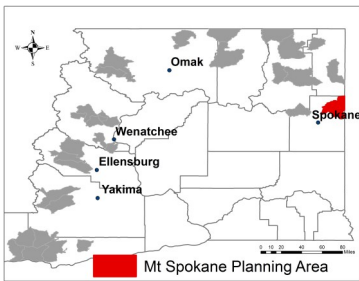 N
W E
S
Omak
Spokane
Wenatchee
Ellensburg
Yakima
0 10 20 40 60 80
Miles
Mt Spokane Planning Area